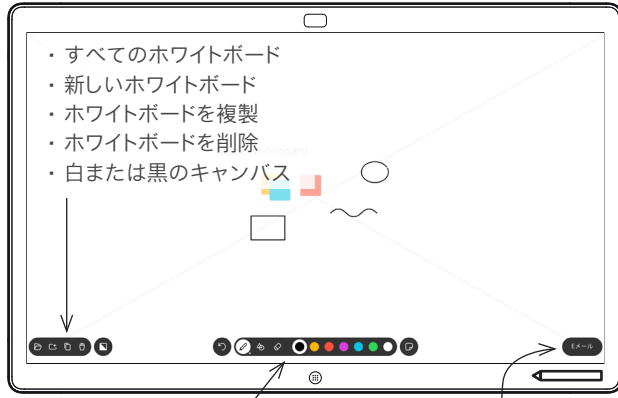 ・すべてのホワイトボード
・新しいホワイトボード
・ホワイトボードを複製
・ホワイトボードを削除
・白または黒のキャンバス
Eメール